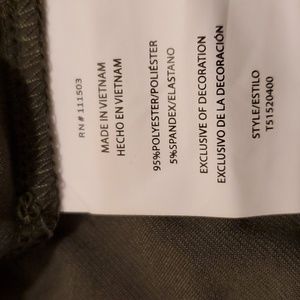 RN # 111503
MADE IN VIETNAM
HECHO EN VIETNAM
95%POLYESTER/POLIÉSTER
5%SPANDEX/ELASTANO
EXCLUSIVE OF DECORATION
EXCLUSIVO DE LA DECORACIÓN
STYLE/ESTILO
T51520400